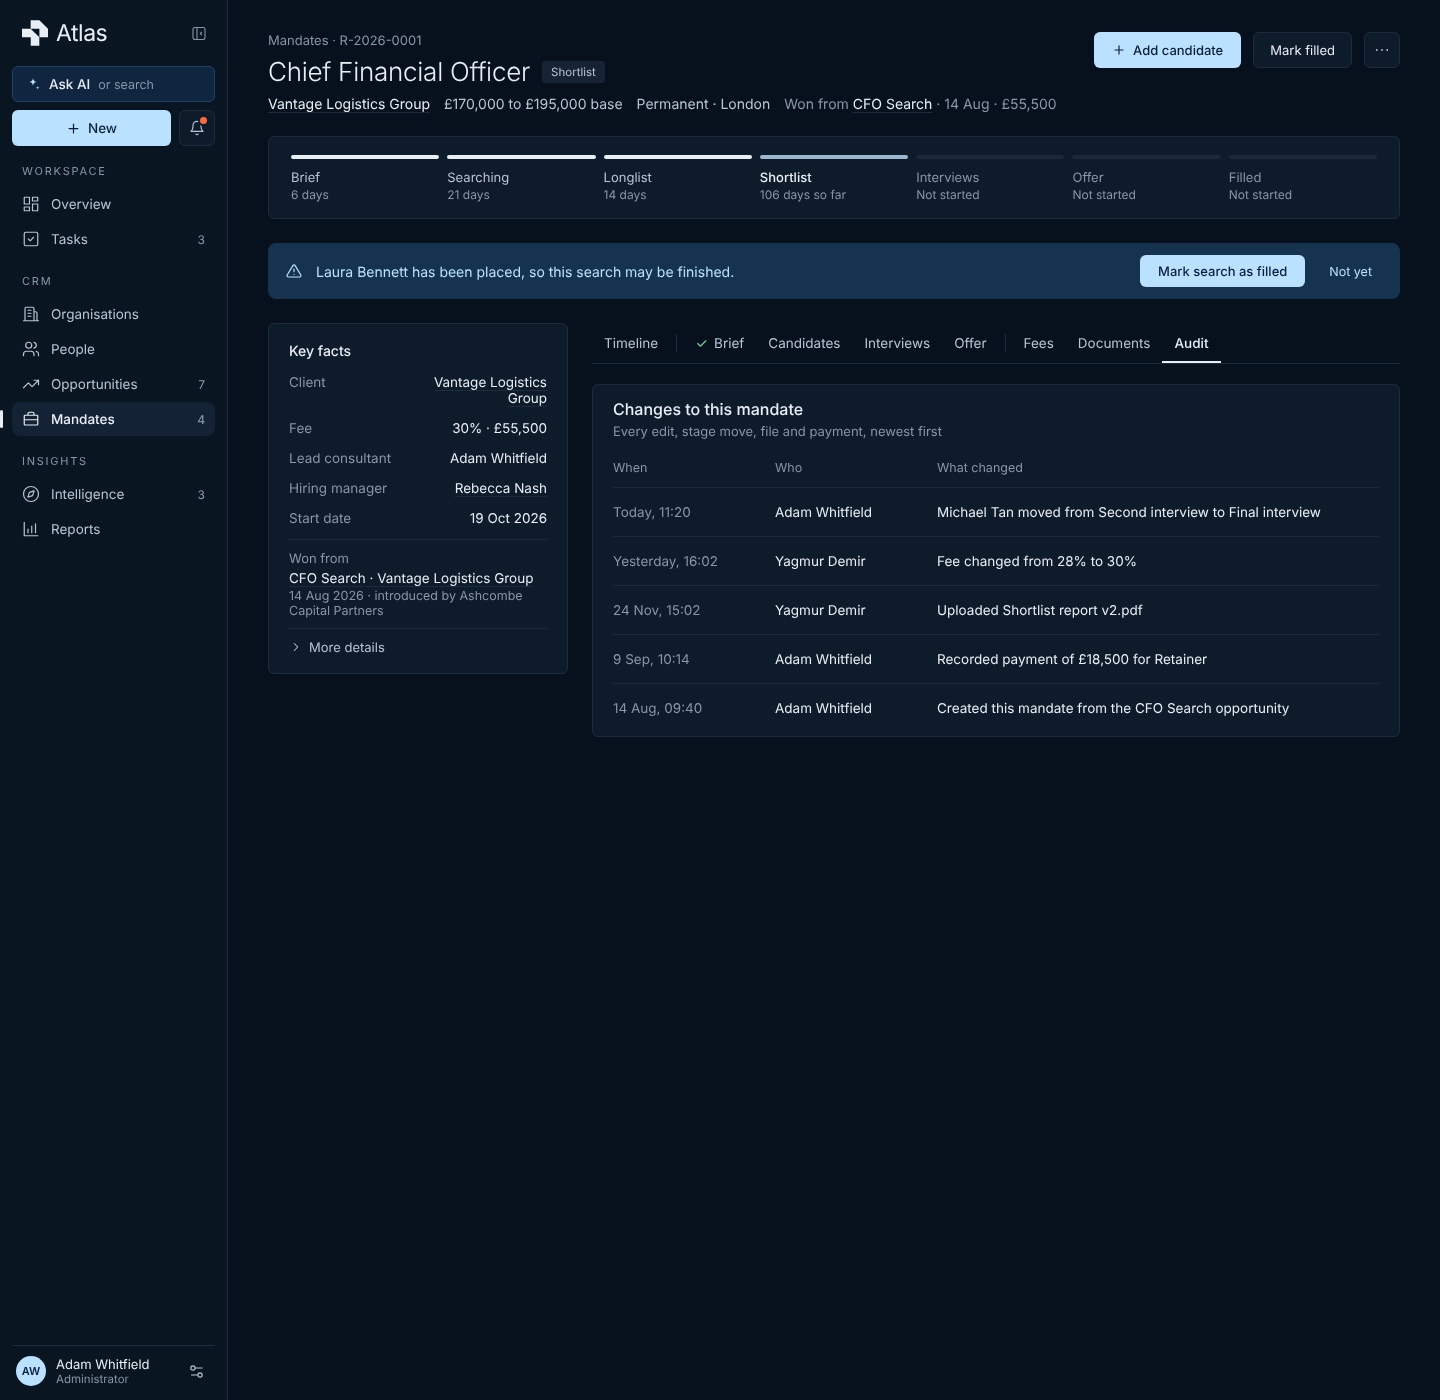 Atlas
Ask AI or search
New
WORKSPACE
Overview
Tasks 3
CRM
Organisations
People
Opportunities 7
Mandates 4
INSIGHTS
Intelligence 3
Reports
AW
Adam Whitfield
Administrator
Mandates · R-2026-0001
Chief Financial Officer Shortlist
Vantage Logistics Group £170,000 to £195,000 base Permanent · London Won from CFO Search · 14 Aug · £55,500
Add candidate Mark filled ···
Brief
6 days
Searching
21 days
Longlist
14 days
Shortlist
106 days so far
Interviews
Not started
Offer
Not started
Filled
Not started
Laura Bennett has been placed, so this search may be finished. Mark search as filled Not yet
Key facts
Client Vantage Logistics
Group
Fee 30% · £55,500
Lead consultant Adam Whitfield
Hiring manager Rebecca Nash
Start date 19 Oct 2026
Won from
CFO Search · Vantage Logistics Group
14 Aug 2026 · introduced by Ashcombe
Capital Partners
More details
Timeline Brief Candidates Interviews Offer Fees Documents Audit
Changes to this mandate
Every edit, stage move, file and payment, newest first
When Who What changed
Today, 11:20 Adam Whitfield Michael Tan moved from Second interview to Final interview
Yesterday, 16:02 Yagmur Demir Fee changed from 28% to 30%
24 Nov, 15:02 Yagmur Demir Uploaded Shortlist report v2.pdf
9 Sep, 10:14 Adam Whitfield Recorded payment of £18,500 for Retainer
14 Aug, 09:40 Adam Whitfield Created this mandate from the CFO Search opportunity